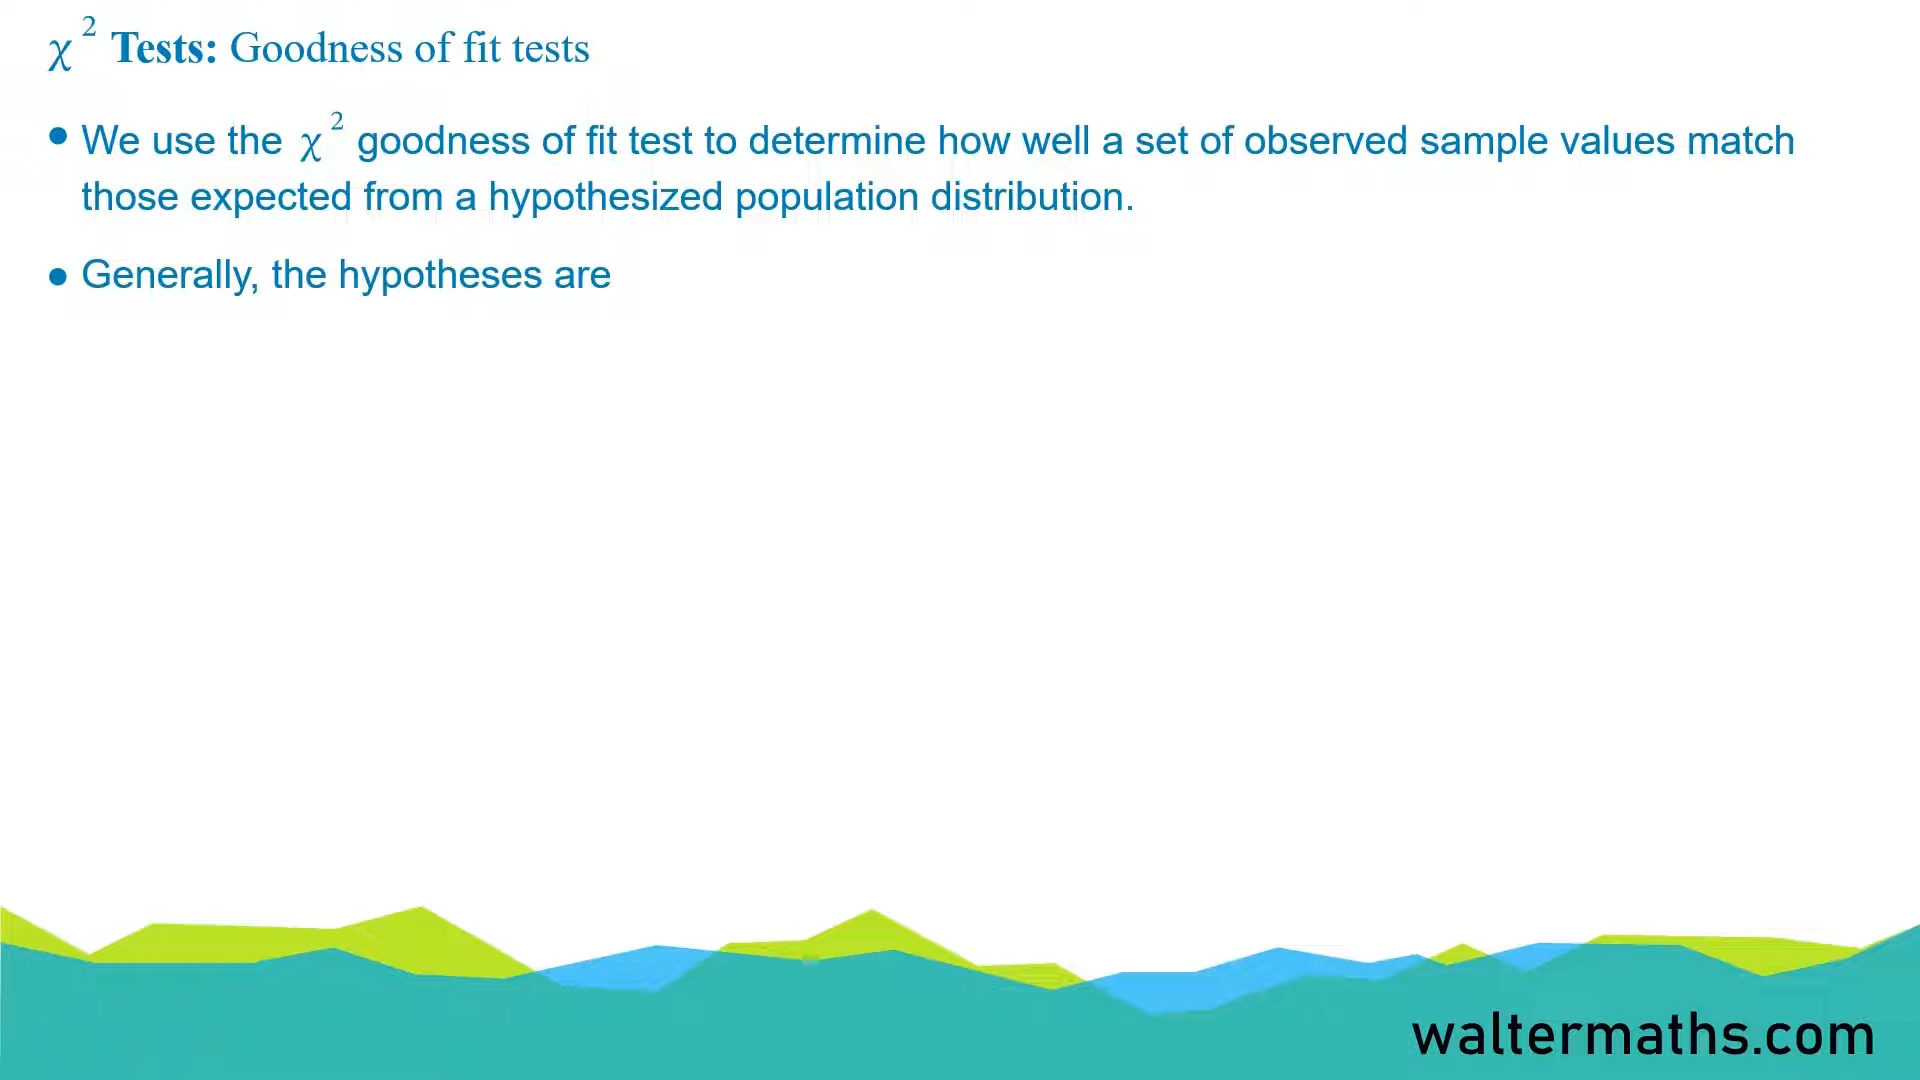 χ² Tests: Goodness of fit tests
• We use the χ² goodness of fit test to determine how well a set of observed sample values match
those expected from a hypothesized population distribution.
• Generally, the hypotheses are
waltermaths.com